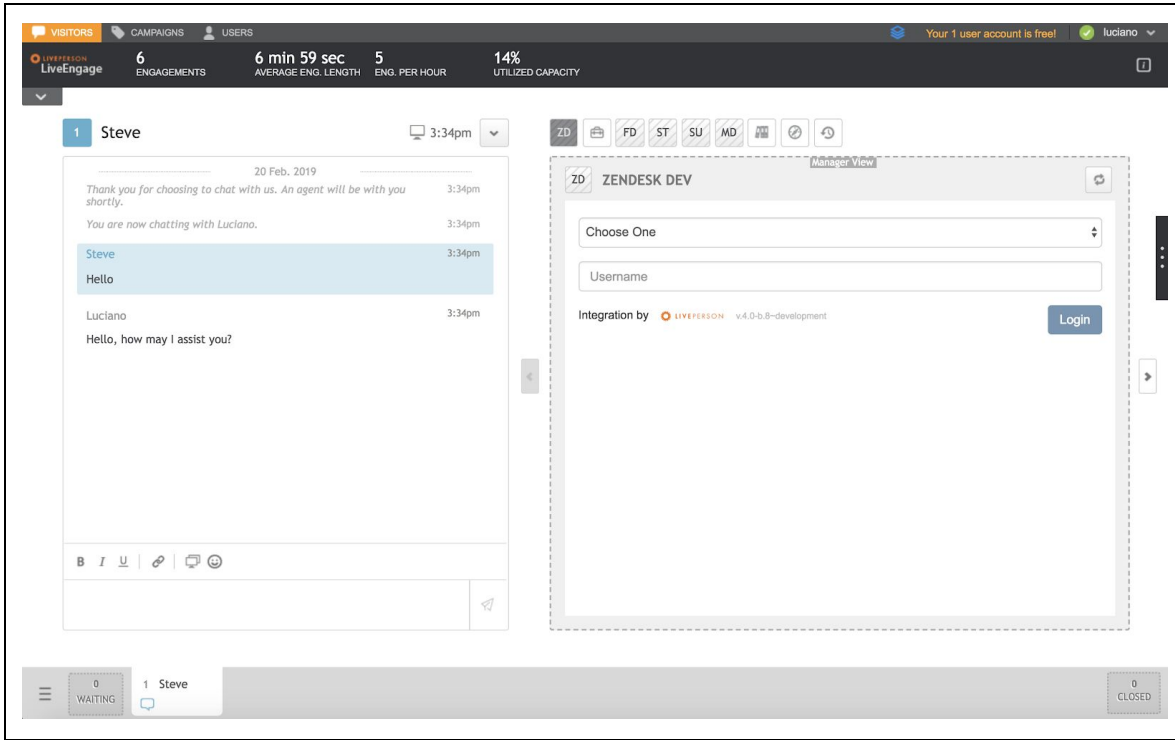 VISITORS CAMPAIGNS USERS Your 1 user account is free! luciano
LIVEPERSON
LiveEngage
6 6 min 59 sec 5 14%
ENGAGEMENTS AVERAGE ENG. LENGTH ENG. PER HOUR UTILIZED CAPACITY
1 Steve 3:34pm
ZD FD ST SU MD
Manager View
20 Feb. 2019
Thank you for choosing to chat with us. An agent will be with you 3:34pm
shortly.
You are now chatting with Luciano. 3:34pm
Steve 3:34pm
Hello
Luciano 3:34pm
Hello, how may I assist you?
B I U
ZD ZENDESK DEV
Choose One
Username
Integration by LIVEPERSON v.4.0-b.8-development
Login
0
WAITING
1 Steve
0
CLOSED